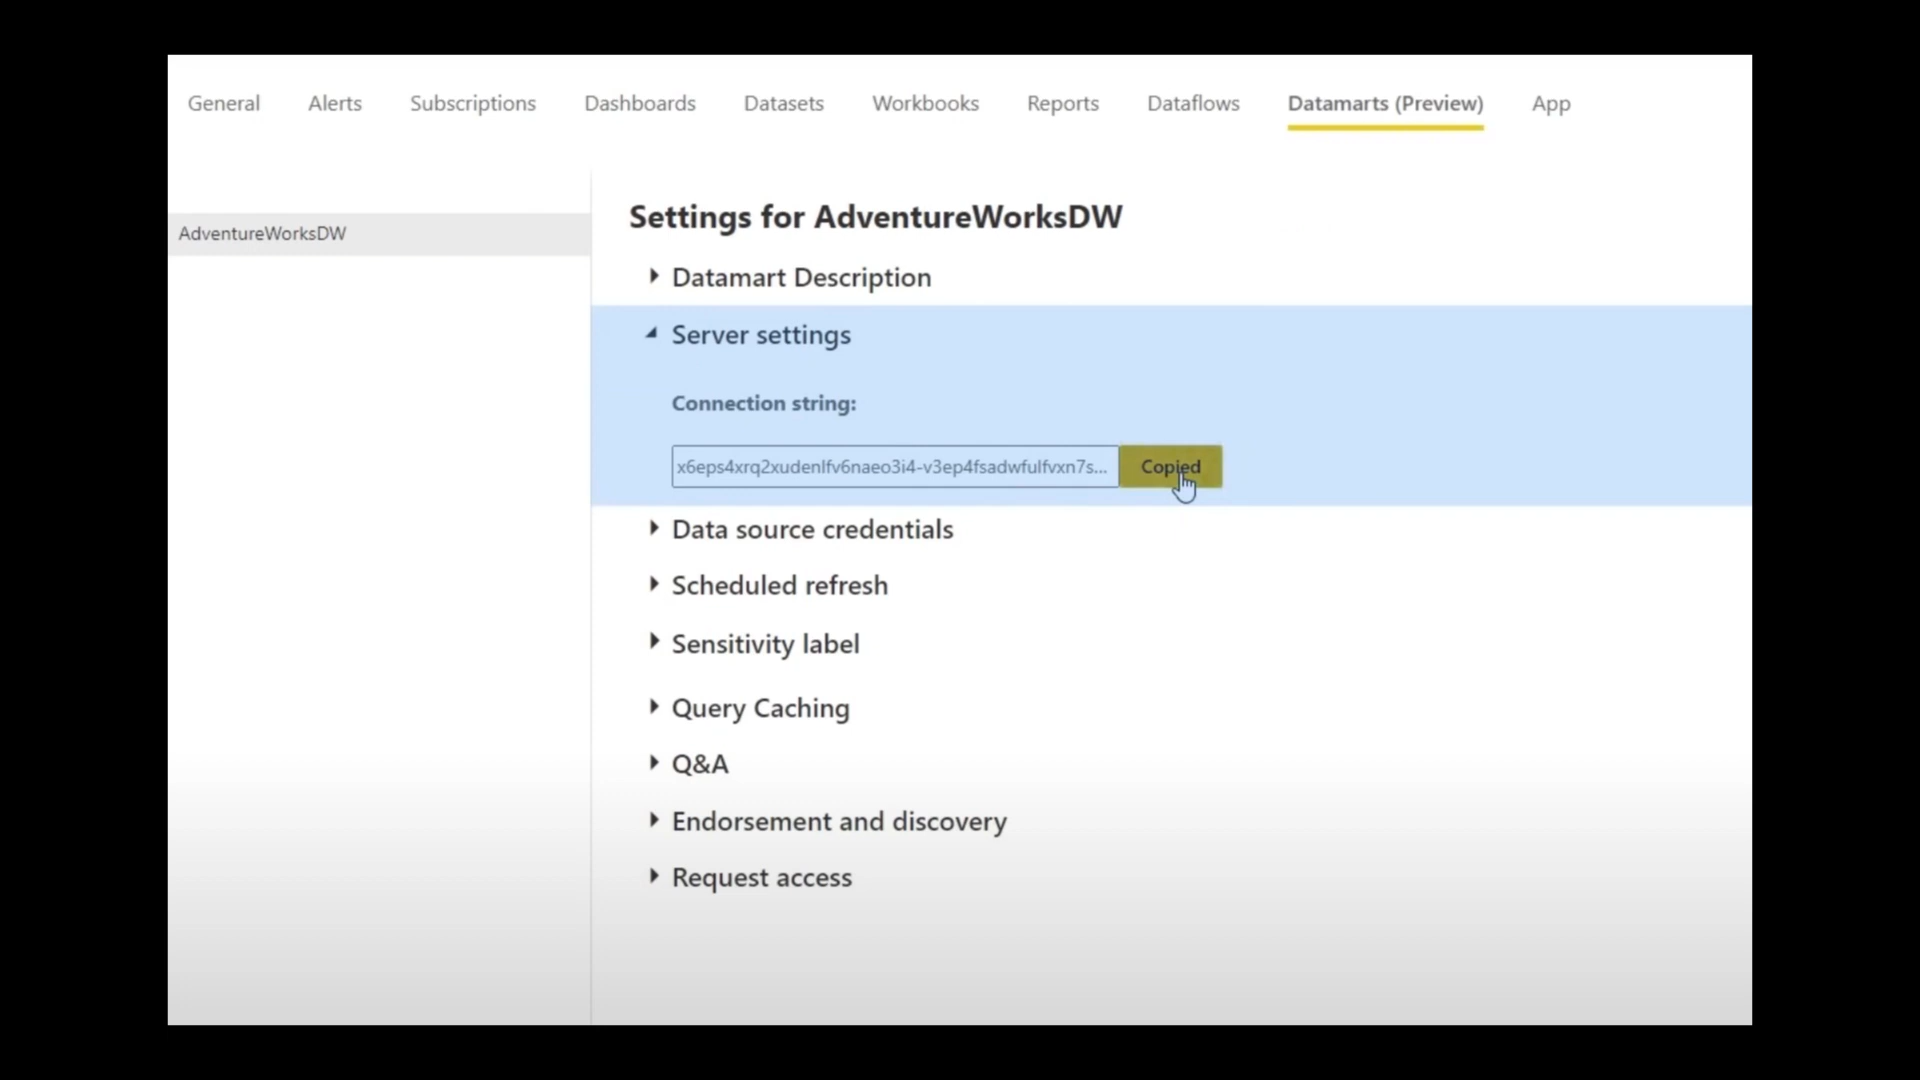 General Alerts Subscriptions Dashboards Datasets Workbooks Reports Dataflows Datamarts (Preview) App
AdventureWorksDW
Settings for AdventureWorksDW
Datamart Description
Server settings
Connection string:
x6eps4xrq2xudenlfv6naeo3i4-v3ep4fsadwfulfvxn7s... Copied
Data source credentials
Scheduled refresh
Sensitivity label
Query Caching
Q&A
Endorsement and discovery
Request access